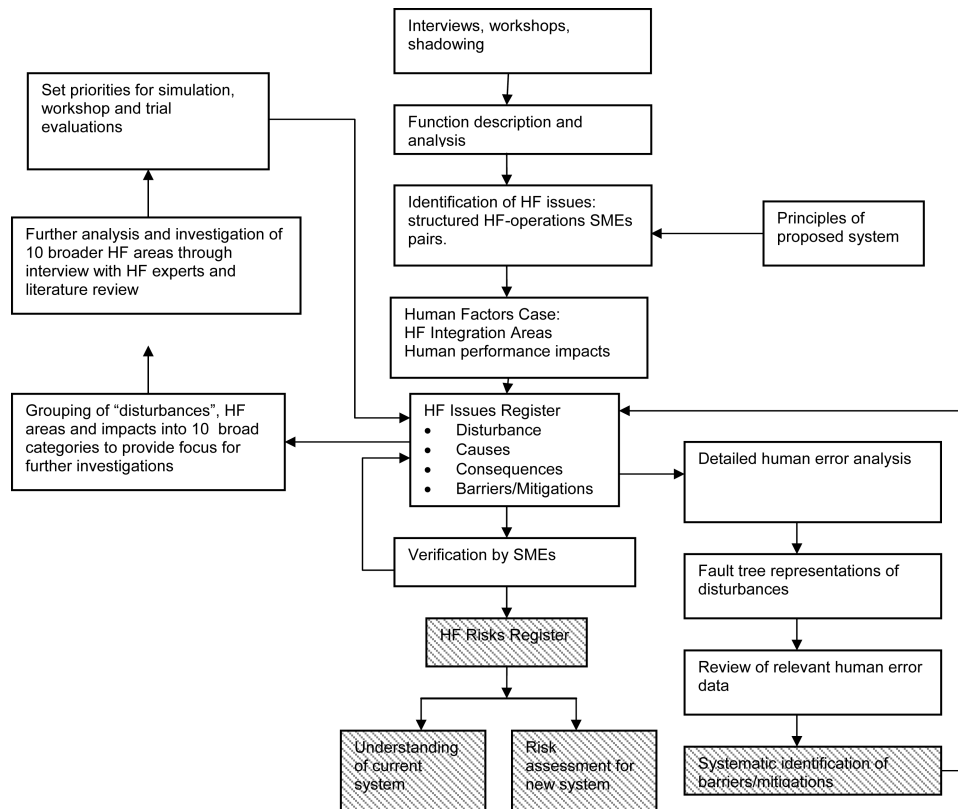 Interviews, workshops,
shadowing
Set priorities for simulation,
workshop and trial
evaluations
Function description and
analysis
Identification of HF issues:
structured HF-operations SMEs
pairs.
Principles of
proposed system
Further analysis and investigation of
10 broader HF areas through
interview with HF experts and
literature review
Human Factors Case:
HF Integration Areas
Human performance impacts
Grouping of “disturbances”, HF
areas and impacts into 10 broad
categories to provide focus for
further investigations
HF Issues Register
• Disturbance
• Causes
• Consequences
• Barriers/Mitigations
Detailed human error analysis
Verification by SMEs
Fault tree representations of
disturbances
HF Risks Register
Review of relevant human error
data
Understanding
of current
system
Risk
assessment for
new system
Systematic identification of
barriers/mitigations